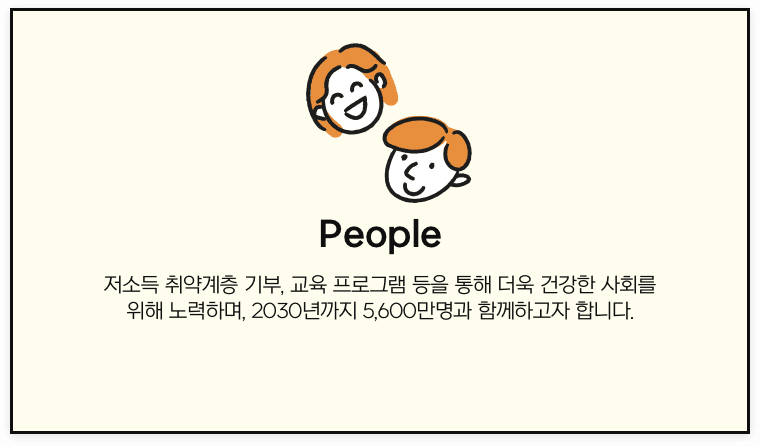 People
저소득 취약계층 기부, 교육 프로그램 등을 통해 더욱 건강한 사회를
위해 노력하며, 2030년까지 5,600만명과 함께하고자 합니다.